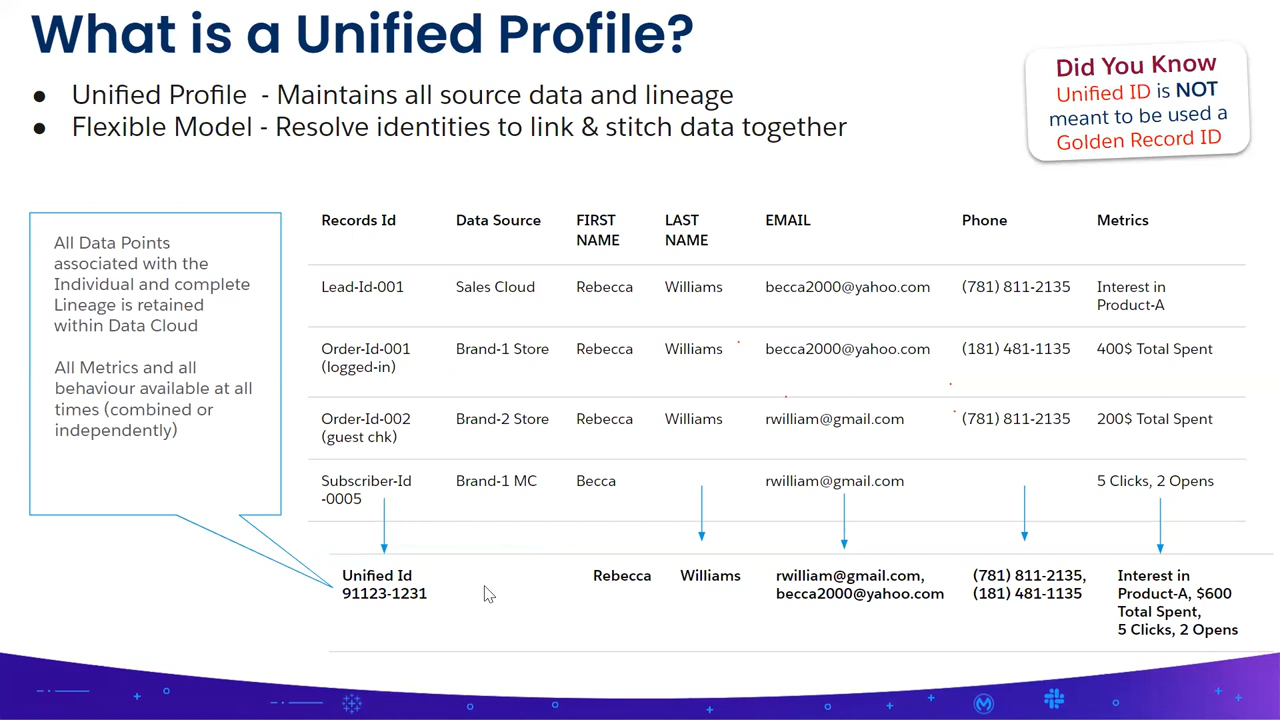 What is a Unified Profile?
● Unified Profile - Maintains all source data and lineage
● Flexible Model - Resolve identities to link & stitch data together
Did You Know
Unified ID is NOT
meant to be used a
Golden Record ID
All Data Points
associated with the
Individual and complete
Lineage is retained
within Data Cloud
All Metrics and all
behaviour available at all
times (combined or
independently)
Records Id Data Source FIRST NAME LAST NAME EMAIL Phone Metrics
Lead-Id-001 Sales Cloud Rebecca Williams becca2000@yahoo.com (781) 811-2135 Interest in
Product-A
Order-Id-001 Brand-1 Store Rebecca Williams becca2000@yahoo.com (181) 481-1135 400$ Total Spent
(logged-in)
Order-Id-002 Brand-2 Store Rebecca Williams rwilliam@gmail.com (781) 811-2135 200$ Total Spent
(guest chk)
Subscriber-Id Brand-1 MC Becca rwilliam@gmail.com 5 Clicks, 2 Opens
-0005
Unified Id Rebecca Williams rwilliam@gmail.com, (781) 811-2135, Interest in
91123-1231 becca2000@yahoo.com (181) 481-1135 Product-A, $600
Total Spent,
5 Clicks, 2 Opens